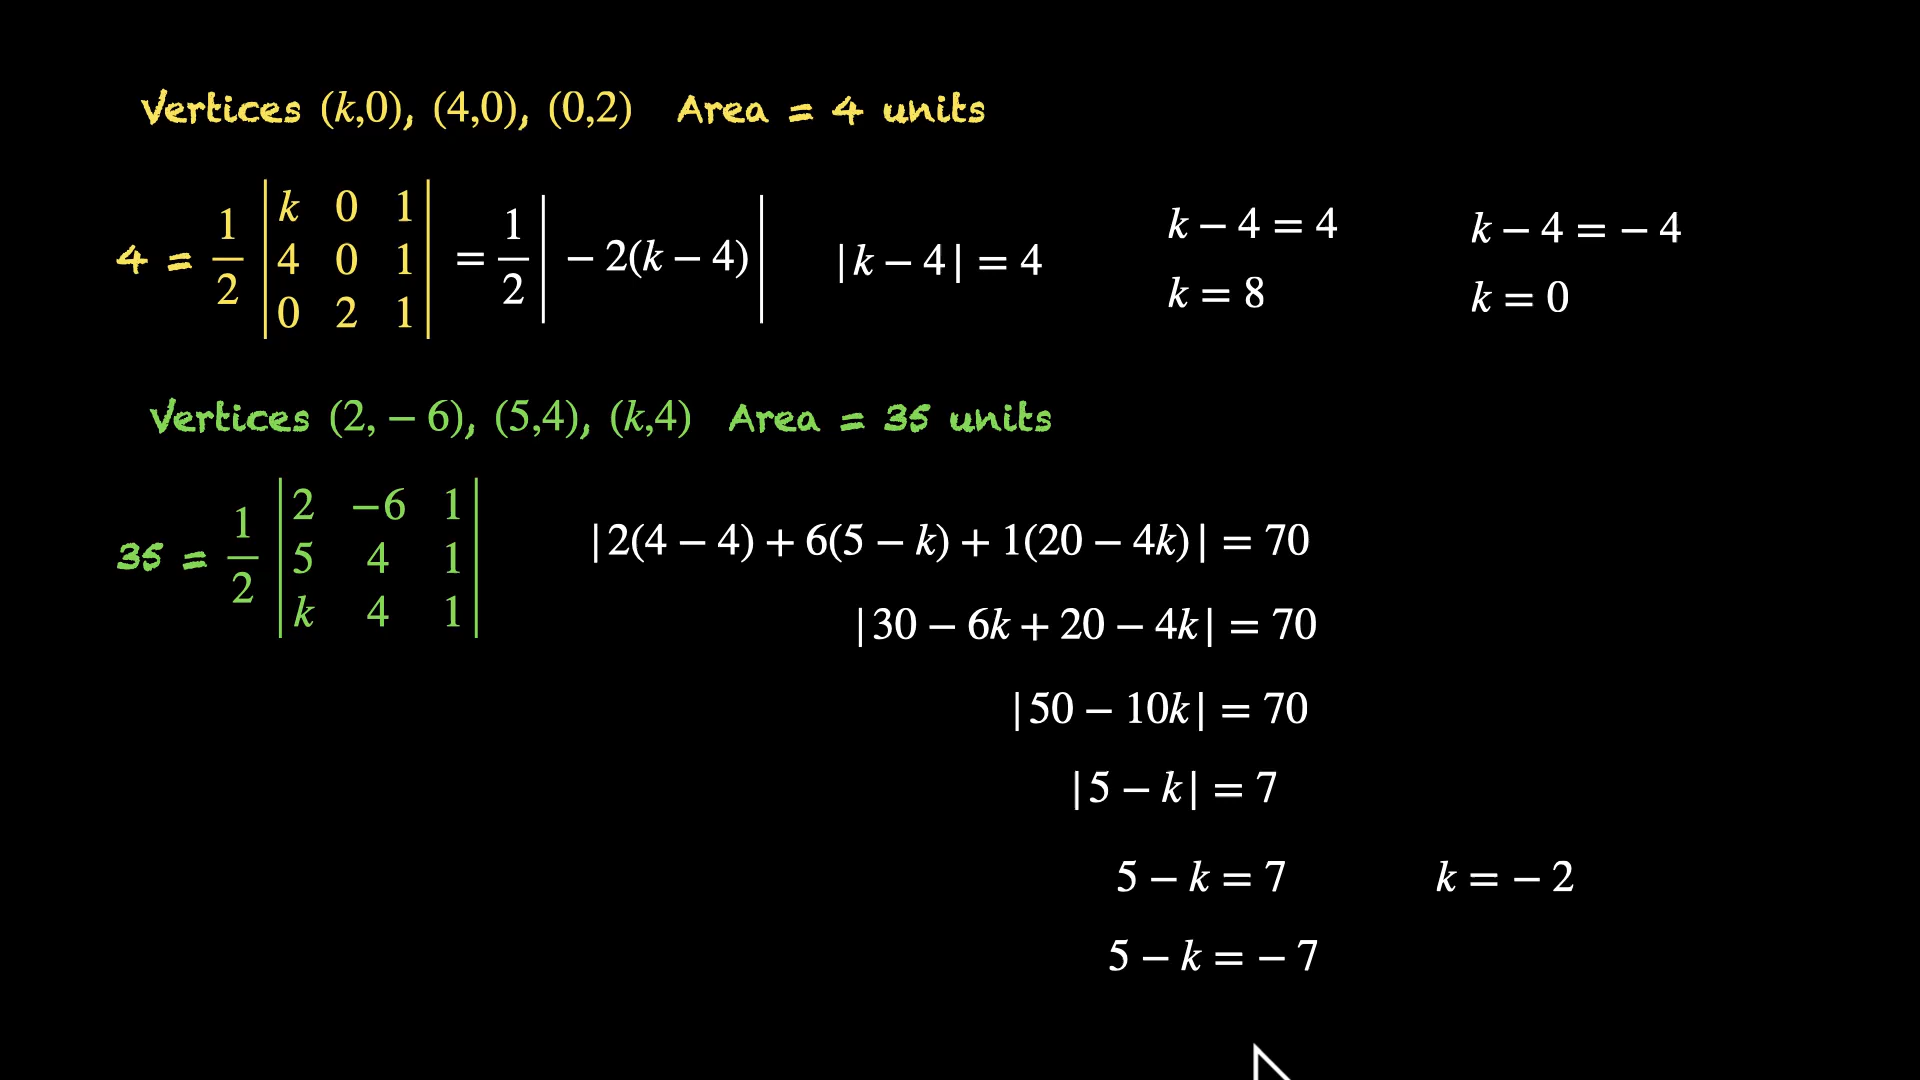 Vertices (k,0), (4,0), (0,2) Area = 4 units
4 = 1/2 | k 0 1 | = 1/2 | − 2(k − 4) | |k − 4| = 4
| 4 0 1 |
| 0 2 1 |
k − 4 = 4
k = 8
k − 4 = − 4
k = 0
Vertices (2, − 6), (5,4), (k,4) Area = 35 units
35 = 1/2 | 2 −6 1 |
| 5 4 1 |
| k 4 1 |
|2(4 − 4) + 6(5 − k) + 1(20 − 4k)| = 70
|30 − 6k + 20 − 4k| = 70
|50 − 10k| = 70
|5 − k| = 7
5 − k = 7 k = − 2
5 − k = − 7